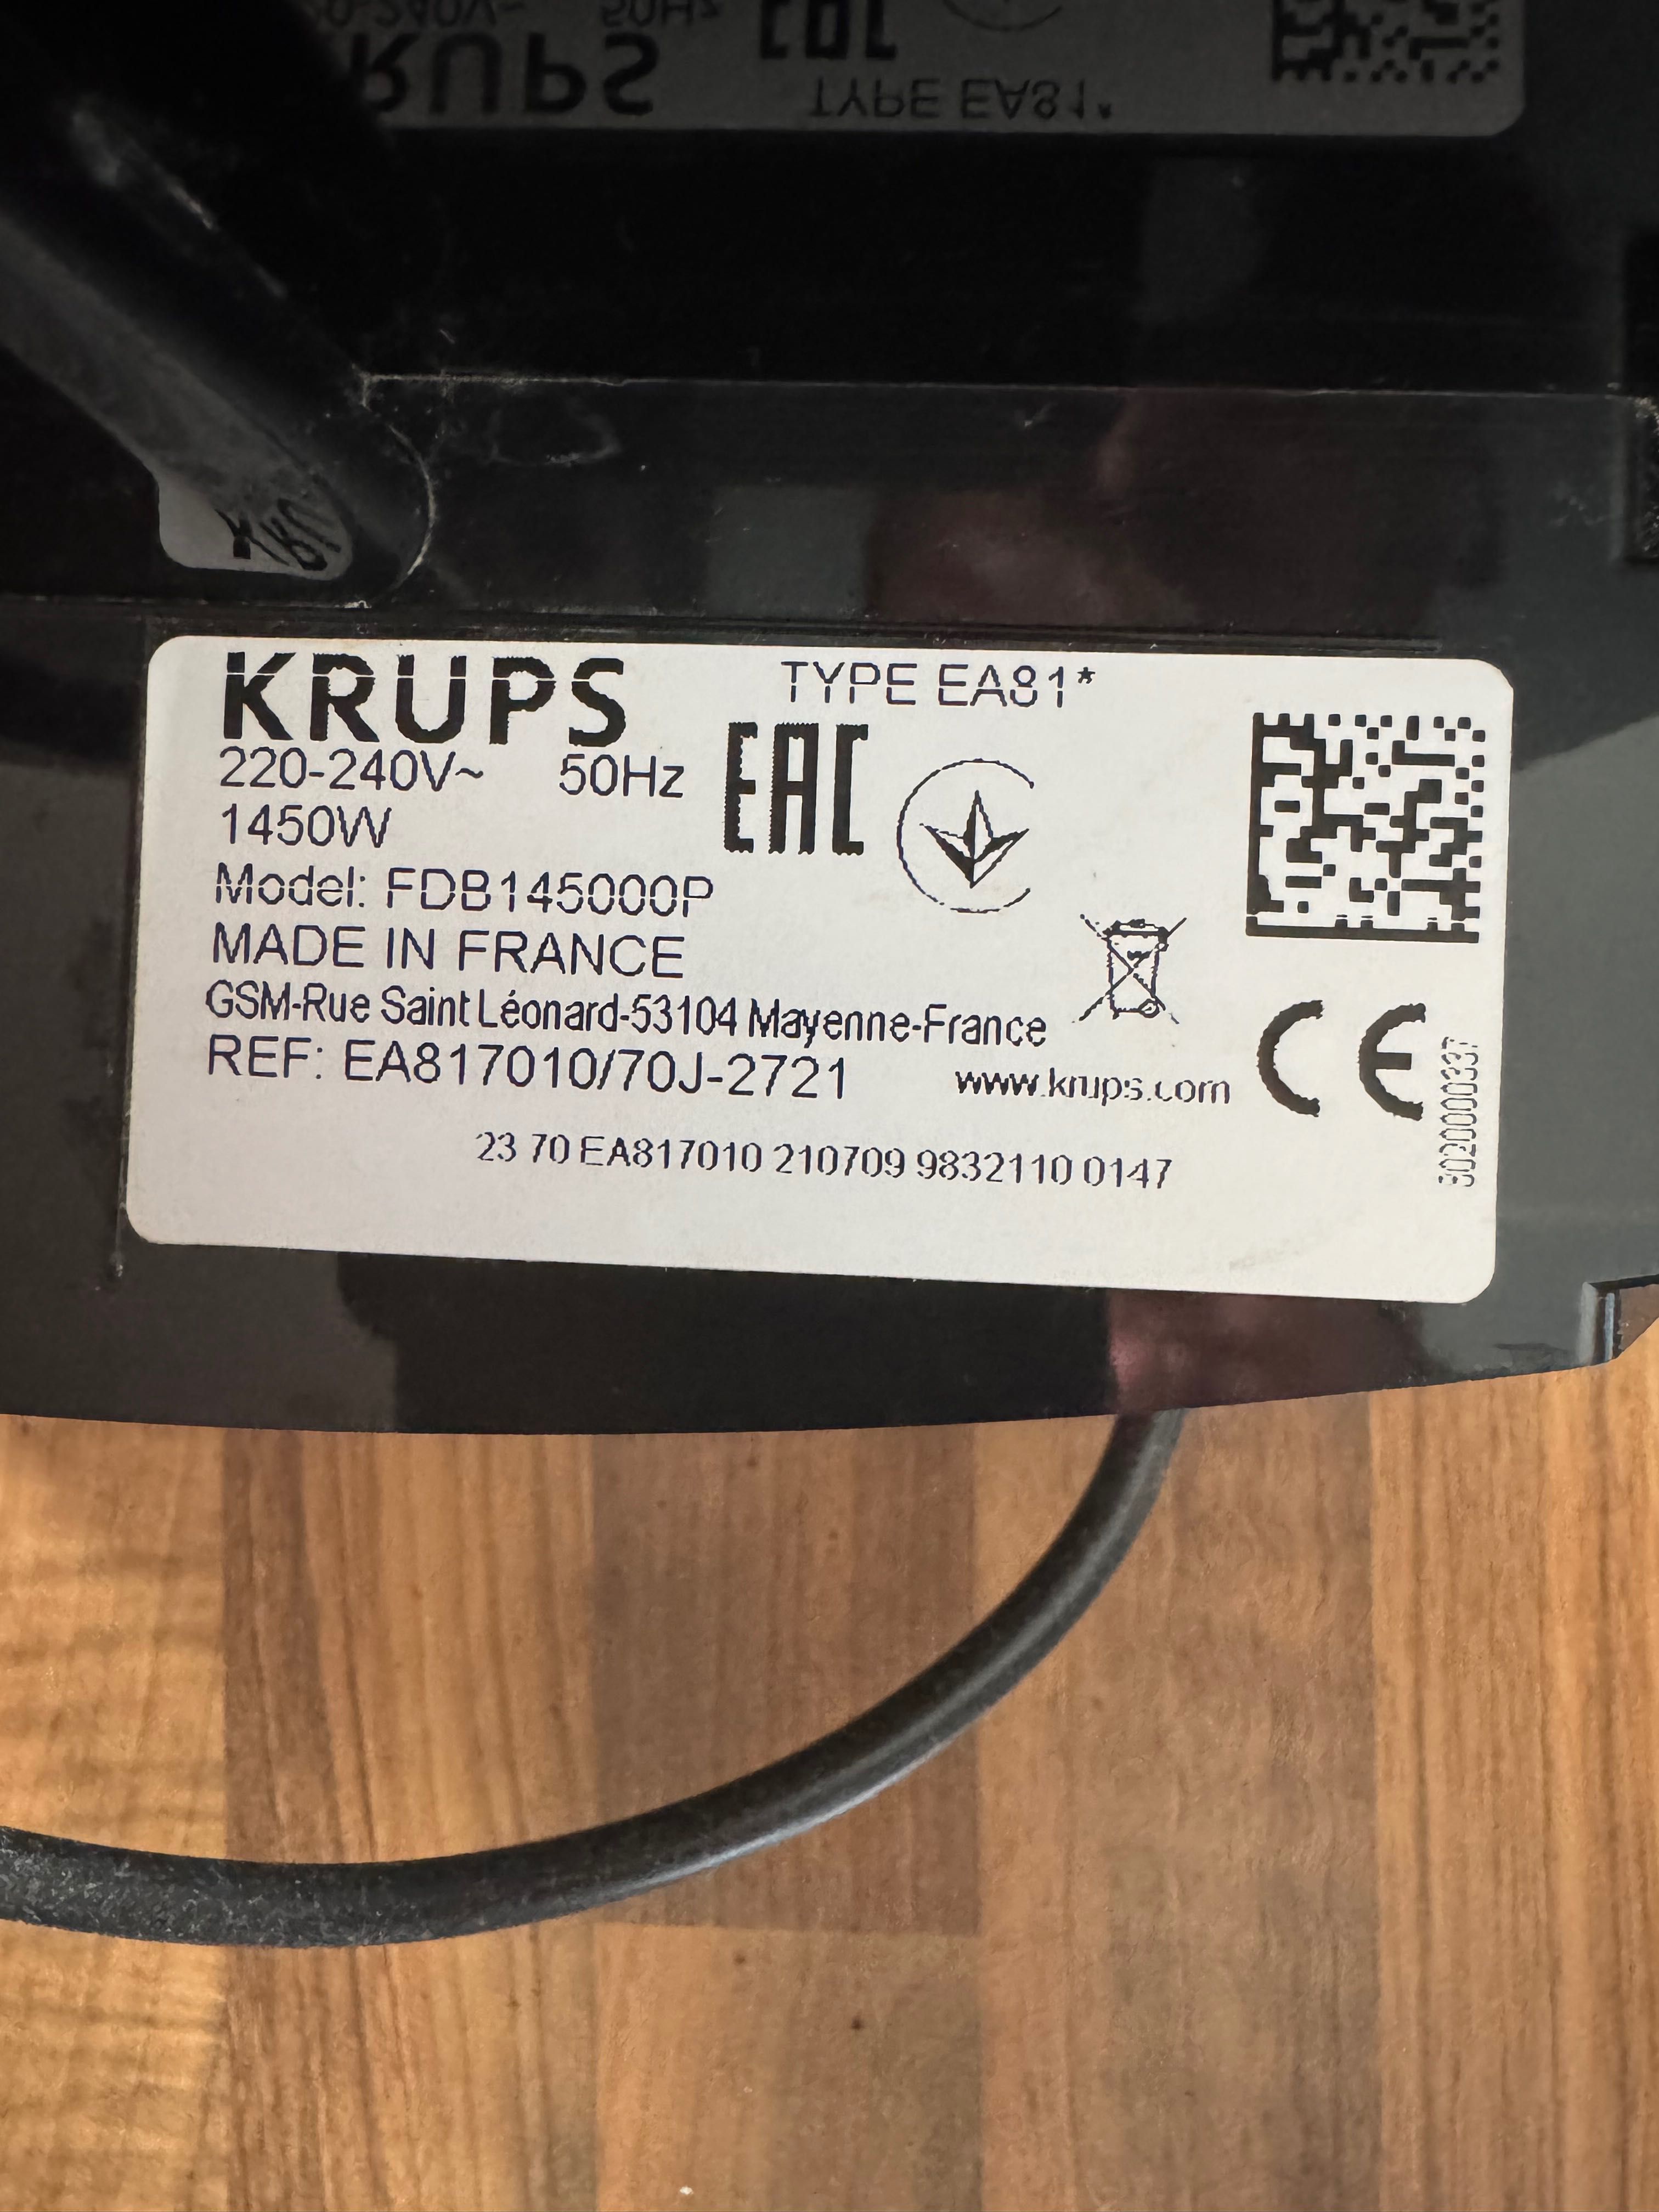 KRUPS
TYPE EA81*
220-240V~ 50Hz
EAC
1450W
Model: FDB145000P
MADE IN FRANCE
GSM-Rue Saint Léonard-53104 Mayenne-France
REF: EA817010/70J-2721
www.krups.com
CE
8020000337
23 70 EA817010 210709 9832110 0147